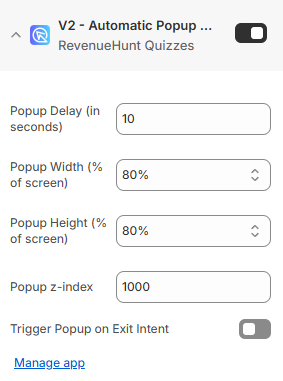 V2 - Automatic Popup ...
RevenueHunt Quizzes
Popup Delay (in
seconds)
10
Popup Width (%
of screen)
80%
Popup Height (%
of screen)
80%
Popup z-index
1000
Trigger Popup on Exit Intent
Manage app